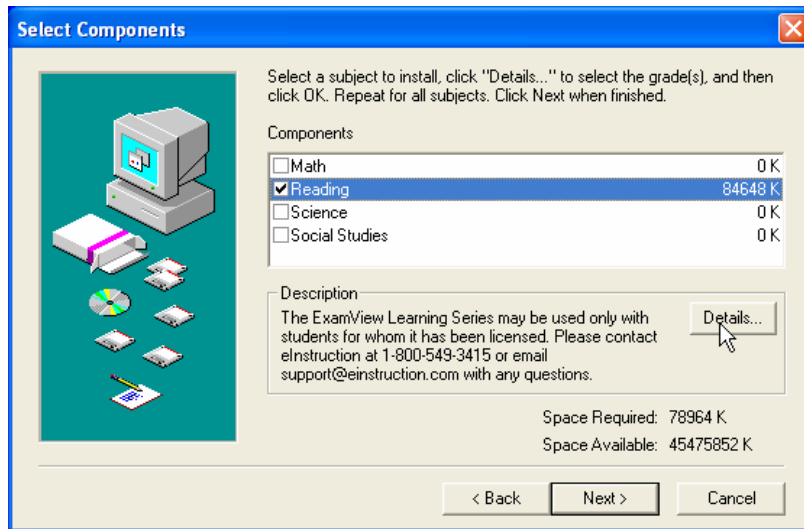 Select Components
Select a subject to install, click "Details..." to select the grade(s), and then
click OK. Repeat for all subjects. Click Next when finished.
Components
Math 0 K
Reading 84648 K
Science 0 K
Social Studies 0 K
Description
The ExamView Learning Series may be used only with
students for whom it has been licensed. Please contact
eInstruction at 1-800-549-3415 or email
support@einstruction.com with any questions.
Details...
Space Required: 78964 K
Space Available: 45475852 K
< Back Next > Cancel